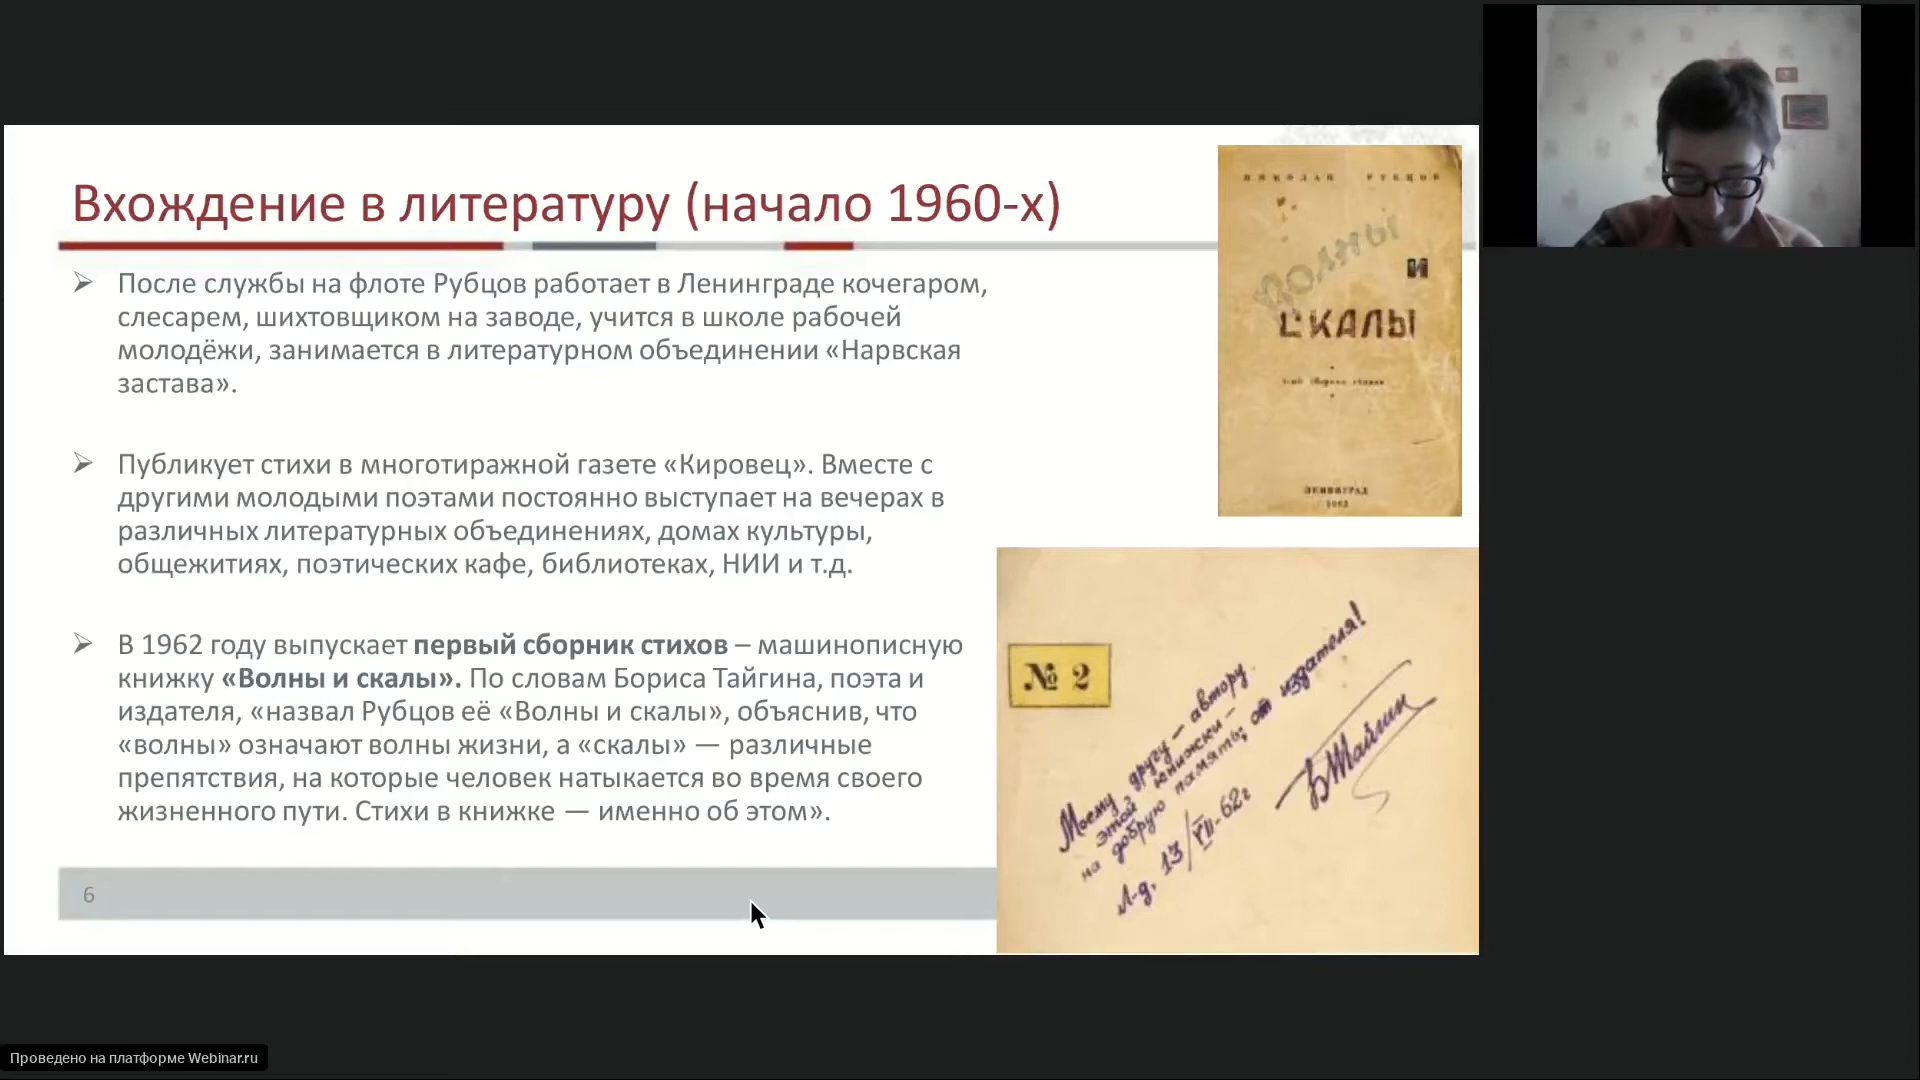 Вхождение в литературу (начало 1960-х)
➢ После службы на флоте Рубцов работает в Ленинграде кочегаром,
слесарем, шихтовщиком на заводе, учится в школе рабочей
молодёжи, занимается в литературном объединении «Нарвская
застава».
➢ Публикует стихи в многотиражной газете «Кировец». Вместе с
другими молодыми поэтами постоянно выступает на вечерах в
различных литературных объединениях, домах культуры,
общежитиях, поэтических кафе, библиотеках, НИИ и т.д.
➢ В 1962 году выпускает первый сборник стихов – машинописную
книжку «Волны и скалы». По словам Бориса Тайгина, поэта и
издателя, «назвал Рубцов её «Волны и скалы», объяснив, что
«волны» означают волны жизни, а «скалы» — различные
препятствия, на которые человек натыкается во время своего
жизненного пути. Стихи в книжке — именно об этом».
6
НИКОЛАЙ РУБЦОВ
ВОЛНЫ
И
СКАЛЫ
ЛЕНИНГРАД
1962
№ 2
Моему другу — автору
этой книжки —
на добрую память, от издателя!
Л-д, 13/VII-62г
БТайгин
Проведено на платформе Webinar.ru